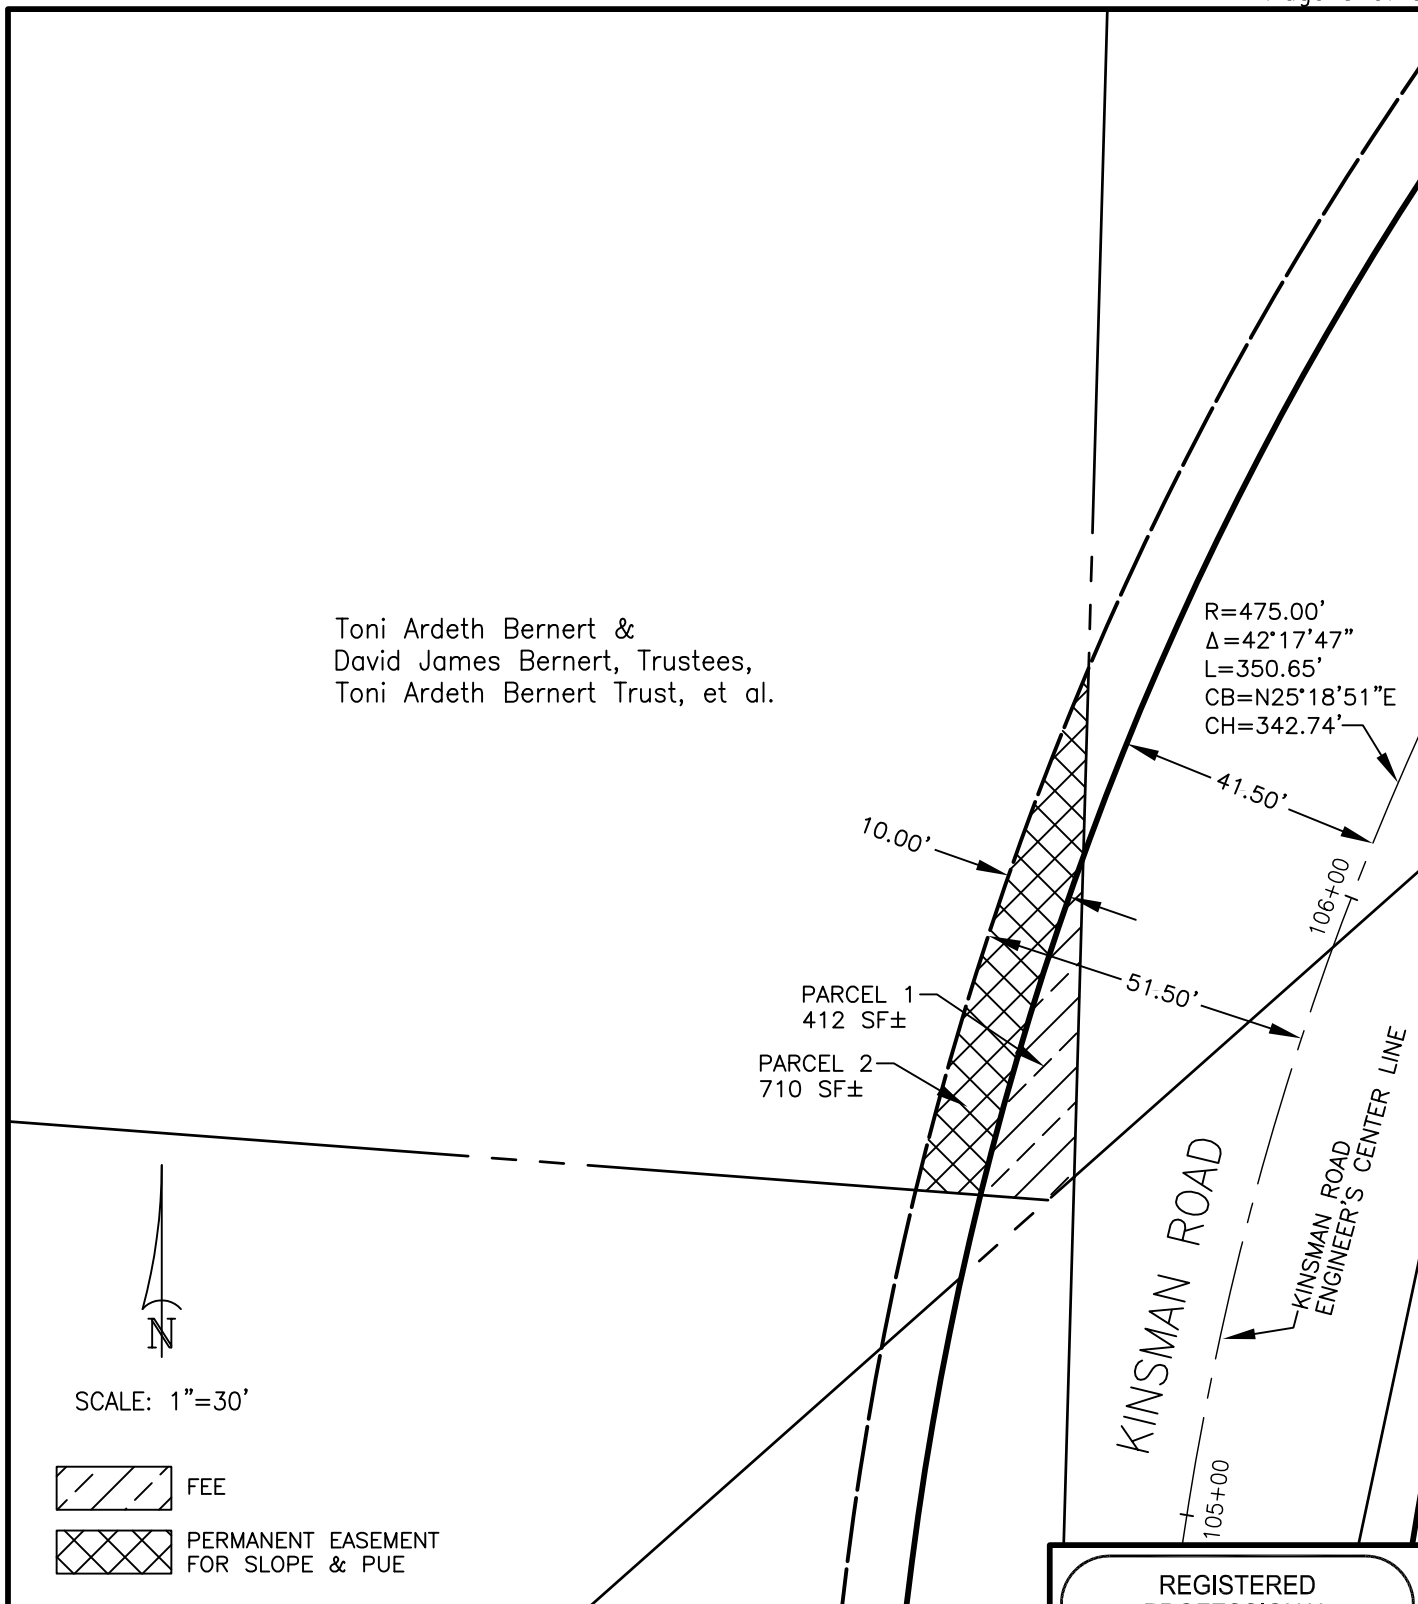 Toni Ardeth Bernert &
David James Bernert, Trustees,
Toni Ardeth Bernert Trust, et al.
R=475.00'
Δ=42°17'47"
L=350.65'
CB=N25°18'51"E
CH=342.74'
41.50'
10.00'
106+00
51.50'
PARCEL 1
412 SF±
PARCEL 2
710 SF±
KINSMAN ROAD
KINSMAN ROAD
ENGINEER'S CENTER LINE
105+00
N
SCALE: 1"=30'
FEE
PERMANENT EASEMENT
FOR SLOPE & PUE
REGISTERED